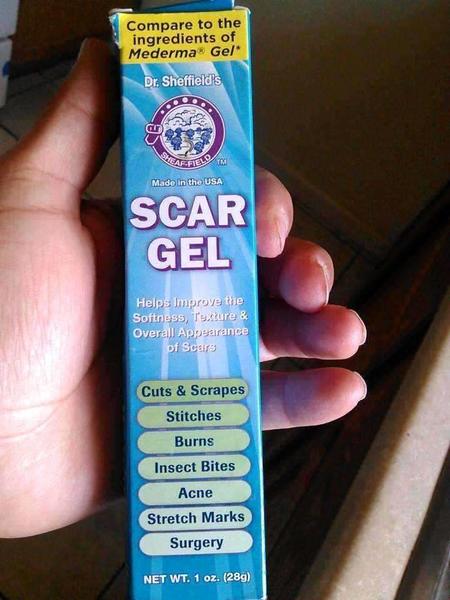 Compare to the
ingredients of
Mederma® Gel*
Dr. Sheffield's
SHEAF-FIELD
TM
Made in the USA
SCAR
GEL
Helps Improve the
Softness, Texture &
Overall Appearance
of Scars
Cuts & Scrapes
Stitches
Burns
Insect Bites
Acne
Stretch Marks
Surgery
NET WT. 1 oz. (28g)